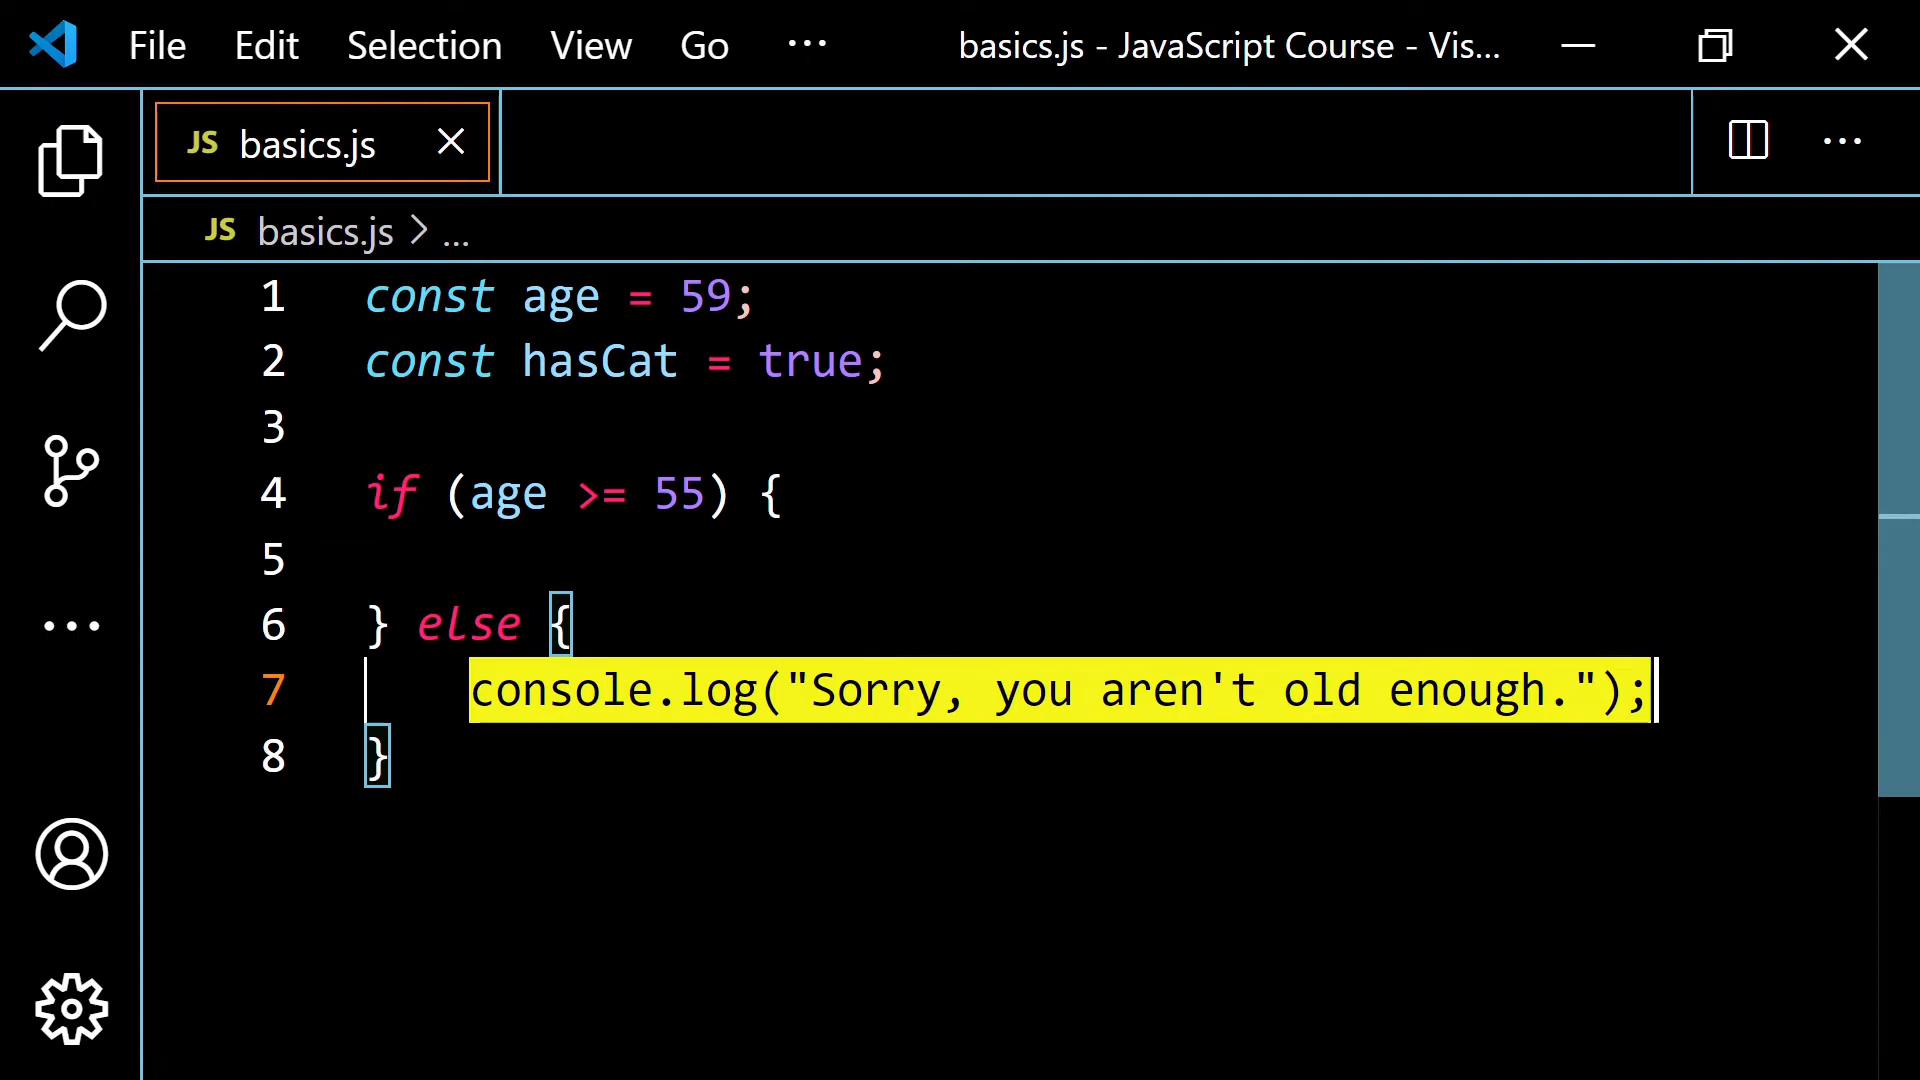 File Edit Selection View Go ... basics.js - JavaScript Course - Vis...
JS basics.js
JS basics.js > ...
1 const age = 59;
2 const hasCat = true;
3
4 if (age >= 55) {
5
6 } else {
7 console.log("Sorry, you aren't old enough.");
8 }